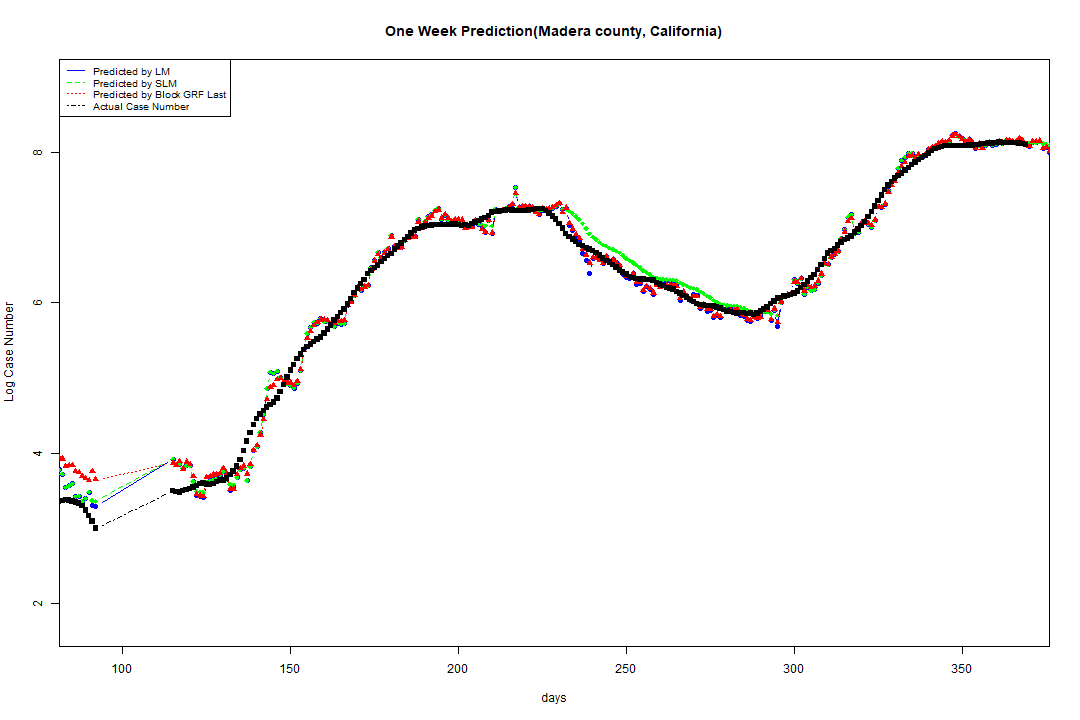 One Week Prediction(Madera county, California)
Predicted by LM
Predicted by SLM
Predicted by Block GRF Last
Actual Case Number
8
6
4
2
Log Case Number
100 150 200 250 300 350
days